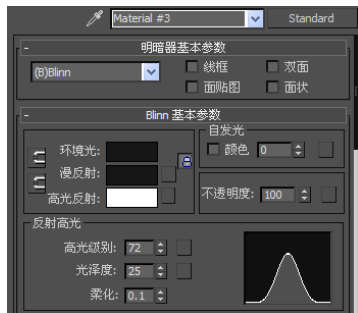 Material #3 Standard
- 明暗器基本参数
(B)Blinn 线框 双面
面贴图 面状
- Blinn 基本参数
自发光
环境光: 颜色 0
漫反射:
高光反射: 不透明度: 100
反射高光
高光级别: 72
光泽度: 25
柔化: 0.1